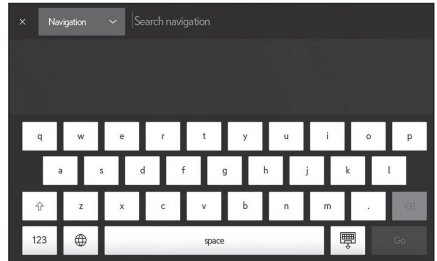 × Navigation Search navigation
q w e r t y u i o p
a s d f g h j k l
z x c v b n m .
123 space Go